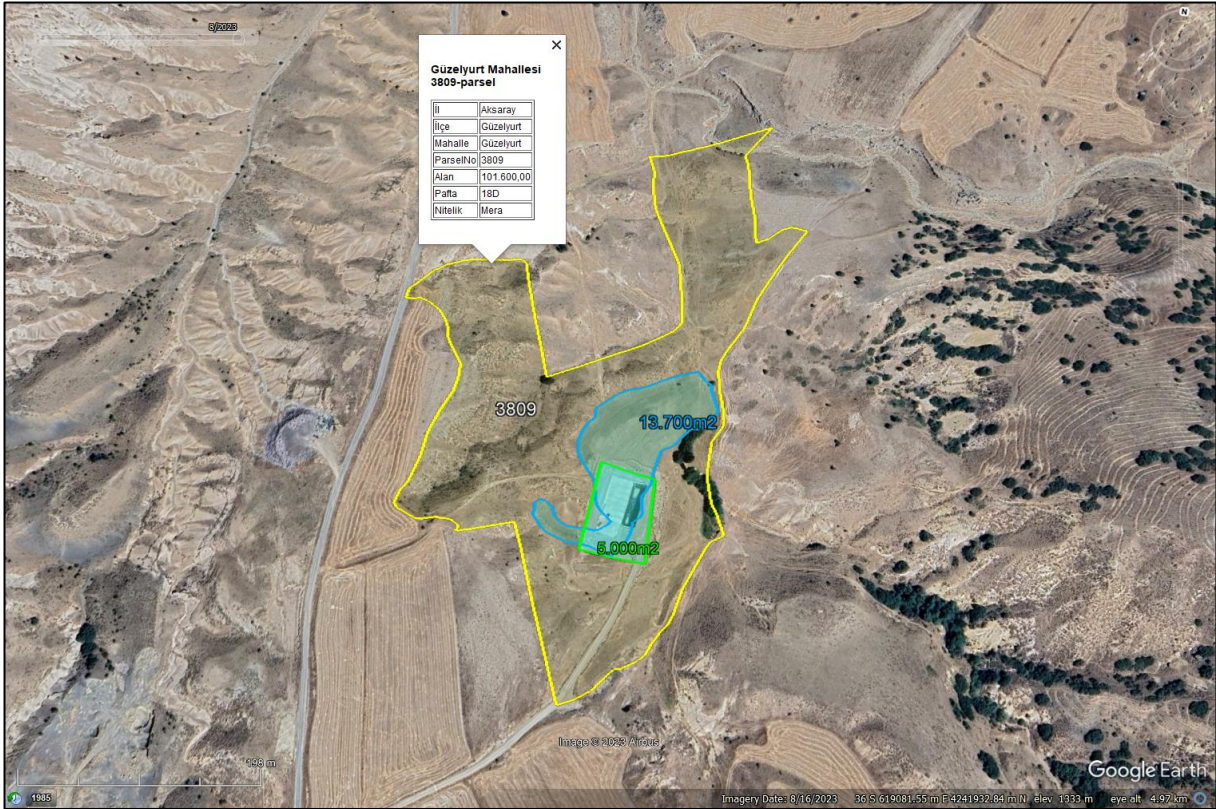 8/2023
N
Güzelyurt Mahallesi
3809-parsel
İl Aksaray
İlçe Güzelyurt
Mahalle Güzelyurt
ParselNo 3809
Alan 101.600,00
Pafta 18D
Nitelik Mera
3809
13.700m2
5.000m2
Image © 2023 Airbus
198 m
Google Earth
1985
Imagery Date: 8/16/2023 36 S 619081.55 m E 4241932.84 m N elev 1333 m eye alt 4.97 km